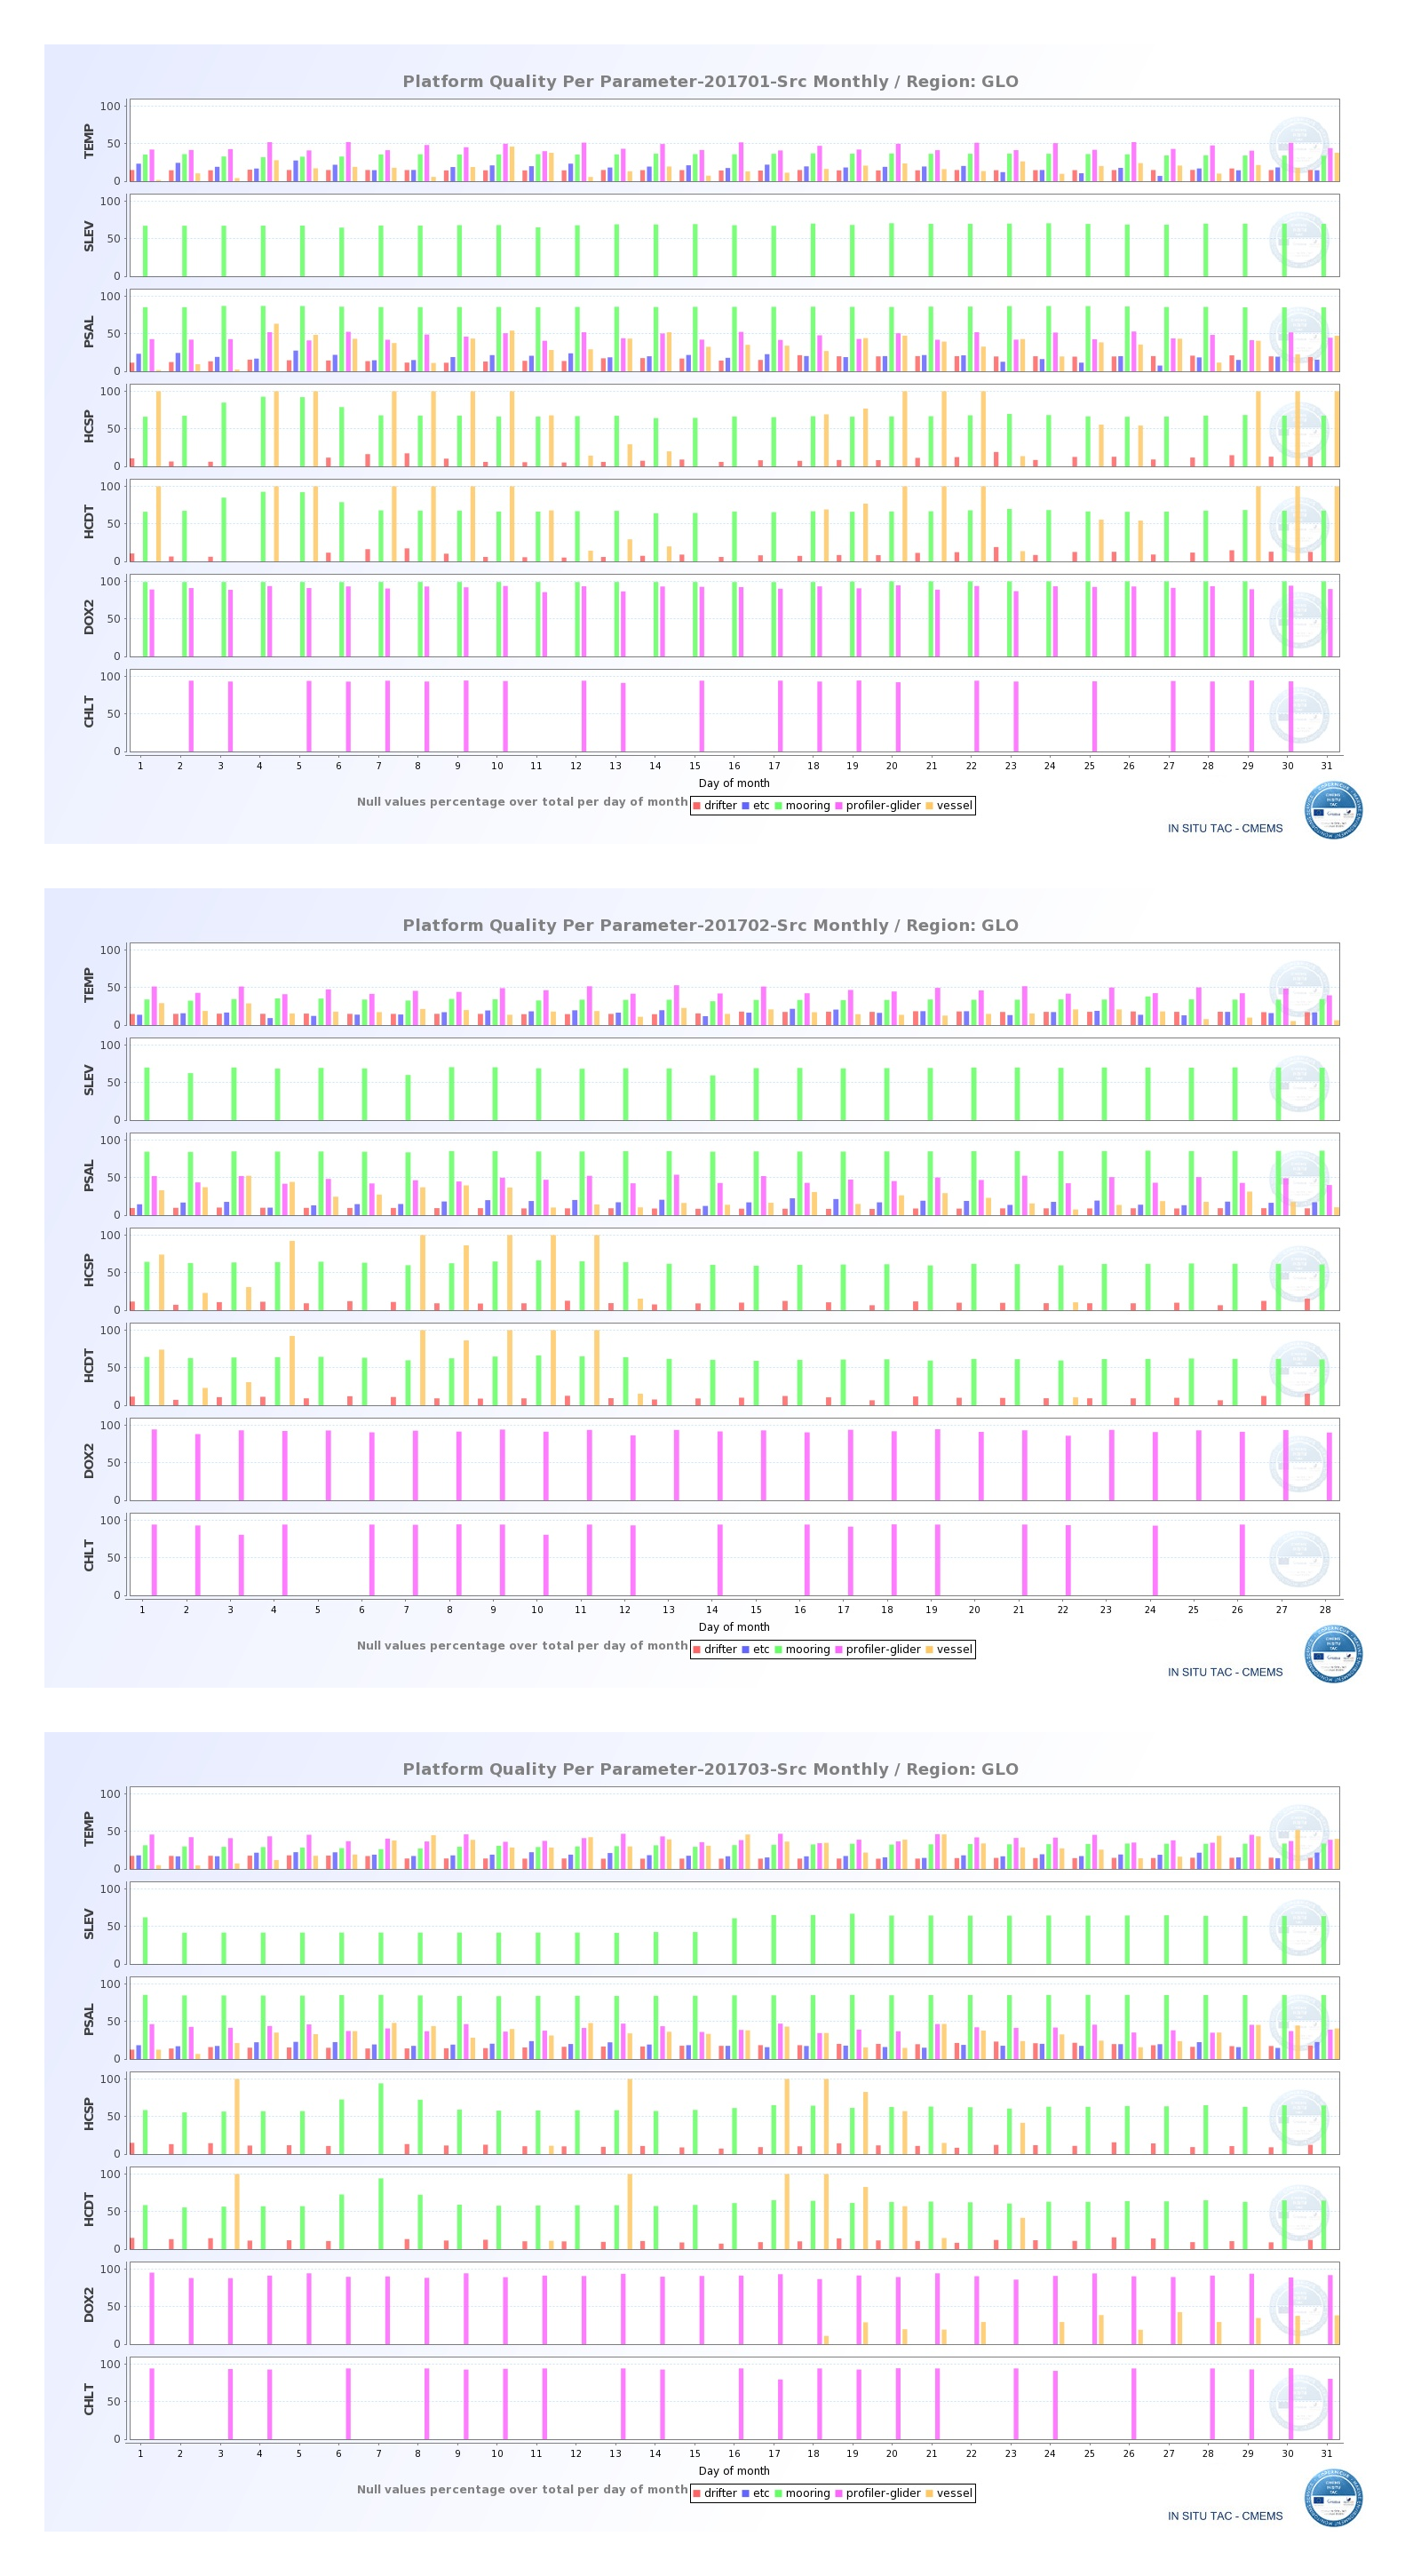 Platform Quality Per Parameter-201701-Src Monthly / Region: GLO
TEMP
100
50
0
SLEV
100
50
0
PSAL
100
50
0
HCSP
100
50
0
HCDT
100
50
0
DOX2
100
50
0
CHLT
100
50
0
1 2 3 4 5 6 7 8 9 10 11 12 13 14 15 16 17 18 19 20 21 22 23 24 25 26 27 28 29 30 31
Day of month
Null values percentage over total per day of month drifter etc mooring profiler-glider vessel
IN SITU TAC - CMEMS
Platform Quality Per Parameter-201702-Src Monthly / Region: GLO
TEMP
100
50
0
SLEV
100
50
0
PSAL
100
50
0
HCSP
100
50
0
HCDT
100
50
0
DOX2
100
50
0
CHLT
100
50
0
1 2 3 4 5 6 7 8 9 10 11 12 13 14 15 16 17 18 19 20 21 22 23 24 25 26 27 28
Day of month
Null values percentage over total per day of month drifter etc mooring profiler-glider vessel
IN SITU TAC - CMEMS
Platform Quality Per Parameter-201703-Src Monthly / Region: GLO
TEMP
100
50
0
SLEV
100
50
0
PSAL
100
50
0
HCSP
100
50
0
HCDT
100
50
0
DOX2
100
50
0
CHLT
100
50
0
1 2 3 4 5 6 7 8 9 10 11 12 13 14 15 16 17 18 19 20 21 22 23 24 25 26 27 28 29 30 31
Day of month
Null values percentage over total per day of month drifter etc mooring profiler-glider vessel
IN SITU TAC - CMEMS